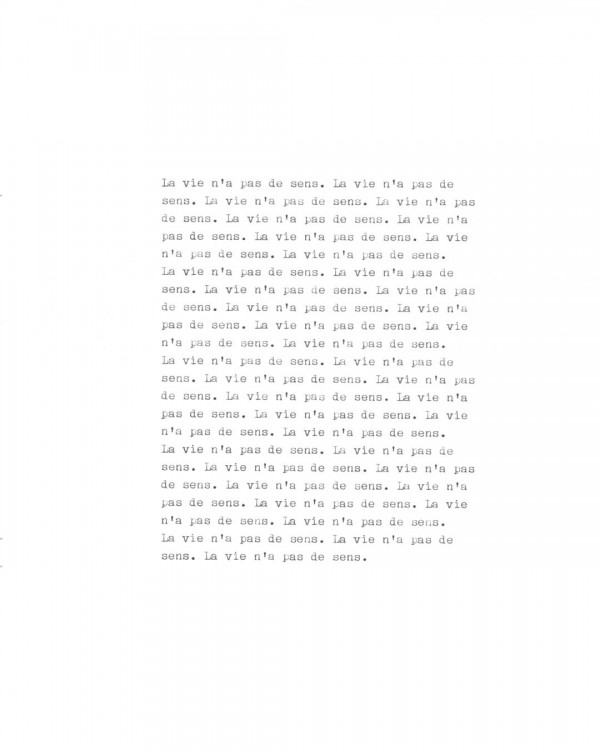 La vie n'a pas de sens. La vie n'a pas de
sens. La vie n'a pas de sens. La vie n'a pas
de sens. La vie n'a pas de sens. La vie n'a
pas de sens. La vie n'a pas de sens. La vie
n'a pas de sens. La vie n'a pas de sens.
La vie n'a pas de sens. La vie n'a pas de
sens. La vie n'a pas de sens. La vie n'a pas
de sens. La vie n'a pas de sens. La vie n'a
pas de sens. La vie n'a pas de sens. La vie
n'a pas de sens. La vie n'a pas de sens.
La vie n'a pas de sens. La vie n'a pas de
sens. La vie n'a pas de sens. La vie n'a pas
de sens. La vie n'a pas de sens. La vie n'a
pas de sens. La vie n'a pas de sens. La vie
n'a pas de sens. La vie n'a pas de sens.
La vie n'a pas de sens. La vie n'a pas de
sens. La vie n'a pas de sens. La vie n'a pas
de sens. La vie n'a pas de sens. La vie n'a
pas de sens. La vie n'a pas de sens. La vie
n'a pas de sens. La vie n'a pas de sens.
La vie n'a pas de sens. La vie n'a pas de
sens. La vie n'a pas de sens.